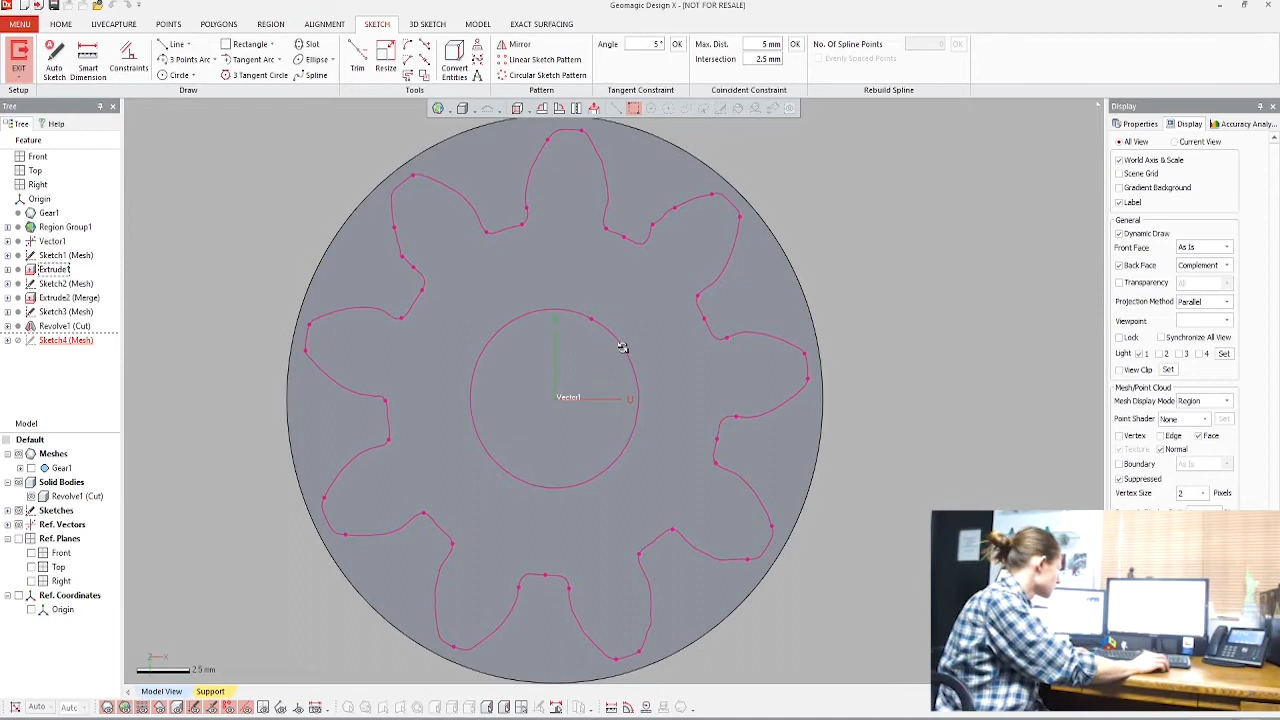 Geomagic Design X - (NOT FOR RESALE)
MENU HOME LIVECAPTURE POINTS POLYGONS REGION ALIGNMENT SKETCH 3D SKETCH MODEL EXACT SURFACING
EXIT
Auto Sketch
Smart Dimension
Constraints
Line
3 Points Arc
Circle
Rectangle
3 Tangent Circle
Slot
Ellipse
Spline
Trim
Resize
Convert Entities
Mirror
Linear Sketch Pattern
Circular Sketch Pattern
Angle 5° OK
Max. Dist. 5 mm OK
Intersection 2.5 mm
No. Of Spline Points 0 OK
Evenly Spaced Points
Setup Draw Tools Pattern Tangent Constraint Coincident Constraint Rebuild Spline
Tree
Tree Help
Feature
Front
Top
Right
Origin
Gear1
Region Group1
Vector1
Sketch1 (Mesh)
Extrude1
Sketch2 (Mesh)
Extrude2 (Merge)
Sketch3 (Mesh)
Revolve1 (Cut)
Sketch4 (Mesh)
Model
Default
Meshes
Gear1
Solid Bodies
Revolve1 (Cut)
Sketches
Ref. Vectors
Ref. Planes
Front
Top
Right
Ref. Coordinates
Origin
Vector1
U
2.5 mm
Model View Support
Auto
Display
Properties Display Accuracy Analy...
All View Current View
World Axis & Scale
Scene Grid
Gradient Background
Label
General
Dynamic Draw
Front Face As Is
Back Face Complement
Transparency
Projection Method Parallel
Viewpoint
Lock Synchronize All View
Light 1 2 3 4 Set
View Clip Set
Mesh/Point Cloud
Mesh Display Mode Region
Point Shader None Set
Vertex Edge Face
Texture Normal
Boundary As Is
Suppressed
Vertex Size 2 Pixels